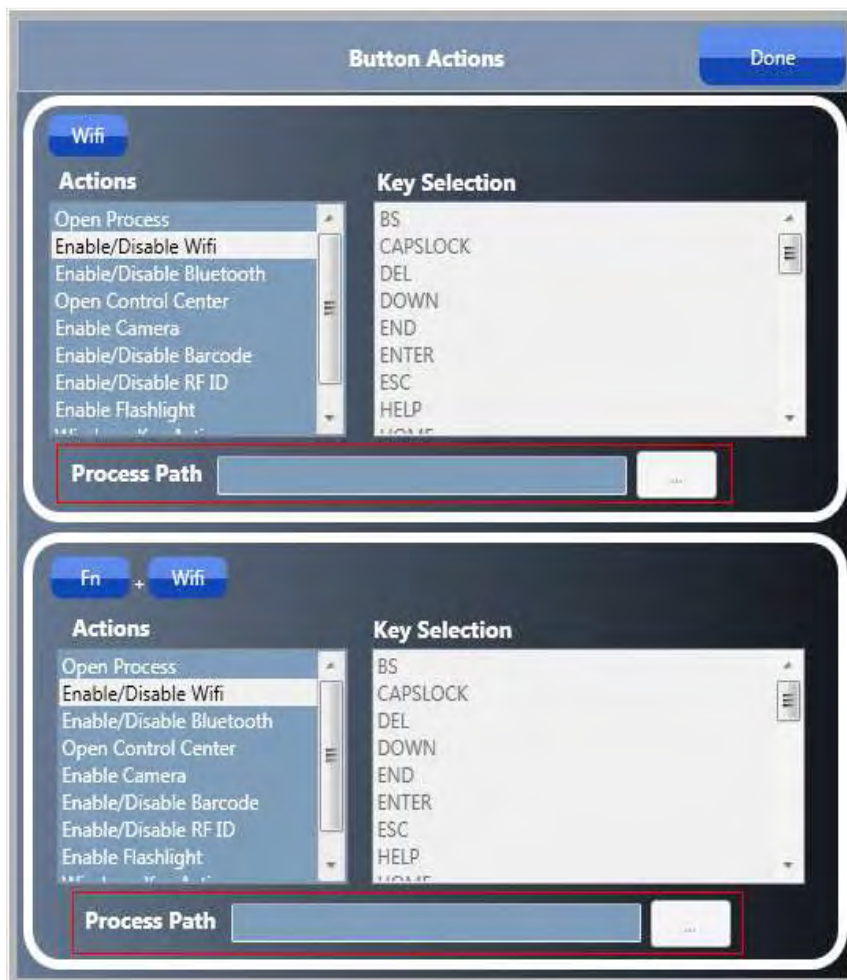 Button Actions
Done
Wifi
Actions
Key Selection
Open Process
Enable/Disable Wifi
Enable/Disable Bluetooth
Open Control Center
Enable Camera
Enable/Disable Barcode
Enable/Disable RF ID
Enable Flashlight
BS
CAPSLOCK
DEL
DOWN
END
ENTER
ESC
HELP
HOME
Process Path
...
Fn + Wifi
Actions
Key Selection
Open Process
Enable/Disable Wifi
Enable/Disable Bluetooth
Open Control Center
Enable Camera
Enable/Disable Barcode
Enable/Disable RF ID
Enable Flashlight
BS
CAPSLOCK
DEL
DOWN
END
ENTER
ESC
HELP
HOME
Process Path
...